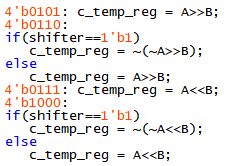 4'b0101: c_temp_reg = A>>B;
4'b0110:
if(shifter==1'b1)
    c_temp_reg = ~(~A>>B);
else
    c_temp_reg = A>>B;
4'b0111: c_temp_reg = A<<B;
4'b1000:
if(shifter==1'b1)
    c_temp_reg = ~(~A<<B);
else
    c_temp_reg = A<<B;